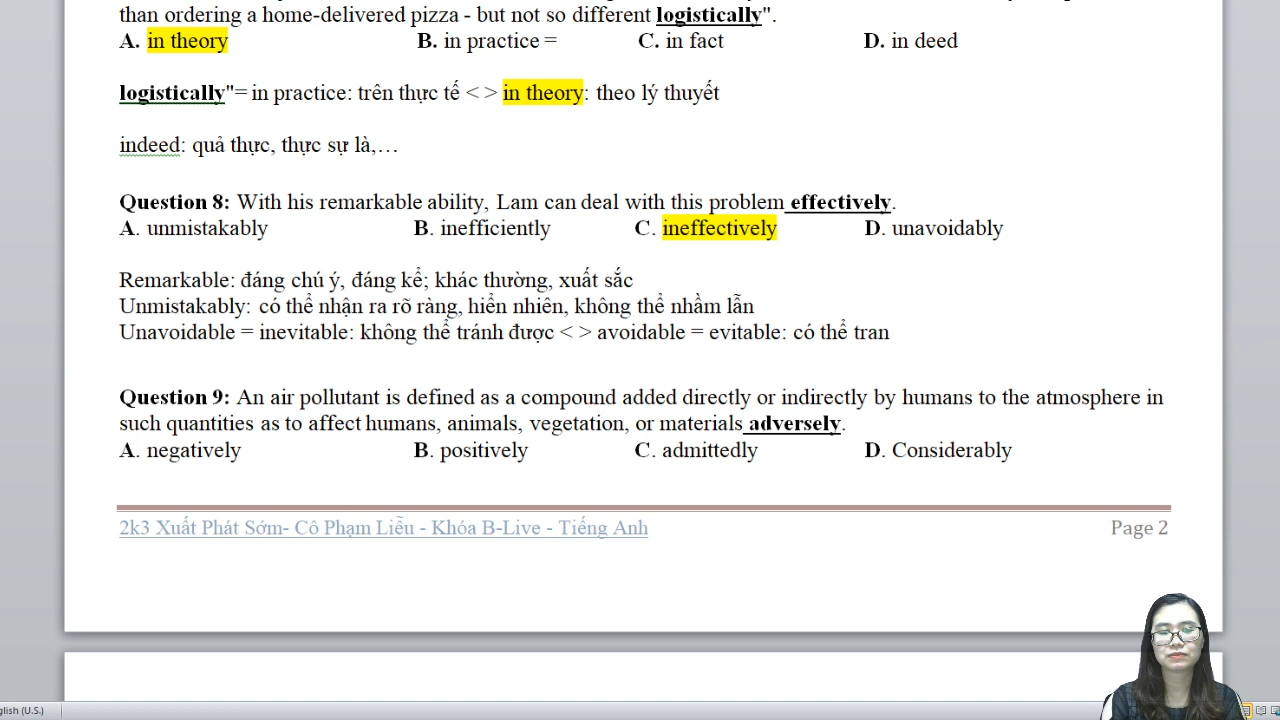 than ordering a home-delivered pizza - but not so different logistically".
A. in theory B. in practice = C. in fact D. in deed
logistically"= in practice: trên thực tế < > in theory: theo lý thuyết
indeed: quả thực, thực sự là,…
Question 8: With his remarkable ability, Lam can deal with this problem effectively.
A. unmistakably B. inefficiently C. ineffectively D. unavoidably
Remarkable: đáng chú ý, đáng kể; khác thường, xuất sắc
Unmistakably: có thể nhận ra rõ ràng, hiển nhiên, không thể nhầm lẫn
Unavoidable = inevitable: không thể tránh được < > avoidable = evitable: có thể tran
Question 9: An air pollutant is defined as a compound added directly or indirectly by humans to the atmosphere in
such quantities as to affect humans, animals, vegetation, or materials adversely.
A. negatively B. positively C. admittedly D. Considerably
2k3 Xuất Phát Sớm- Cô Phạm Liễu - Khóa B-Live - Tiếng Anh Page 2
glish (U.S.)